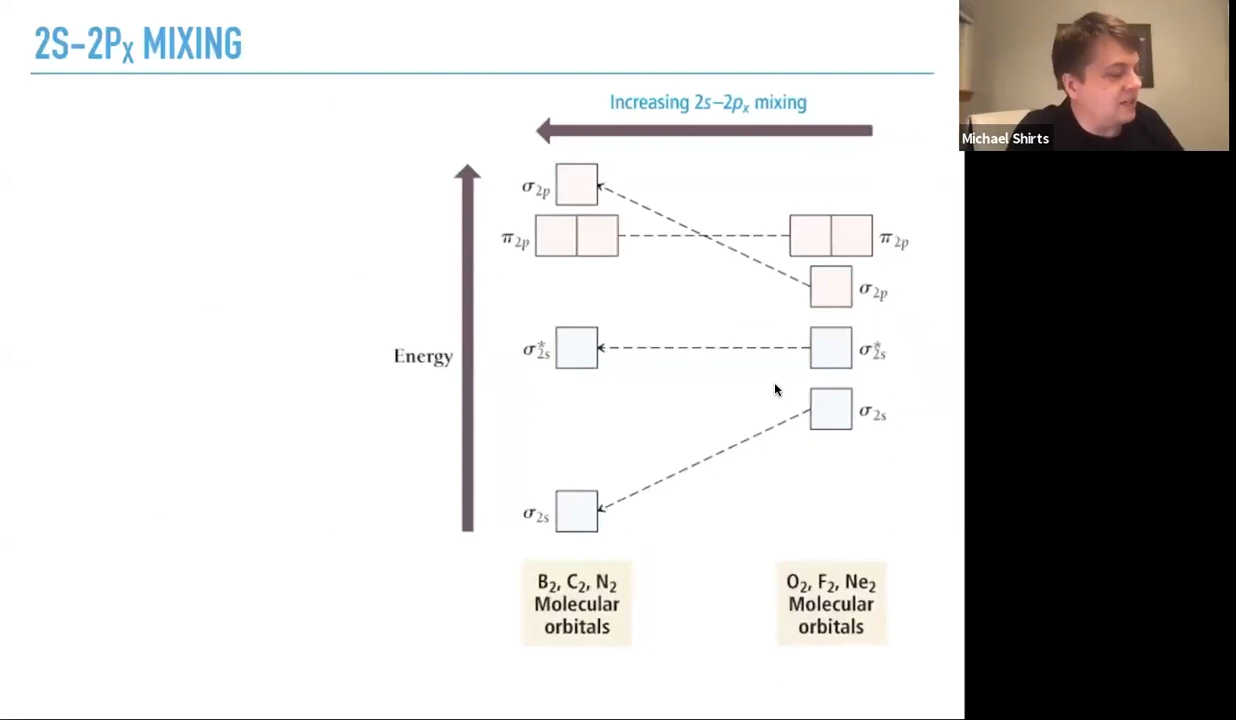 2S-2PX MIXING
Michael Shirts
Increasing 2s–2px mixing
σ2p
π2p
π2p
σ2p
σ*2s
σ*2s
Energy
σ2s
σ2s
B2, C2, N2
Molecular
orbitals
O2, F2, Ne2
Molecular
orbitals